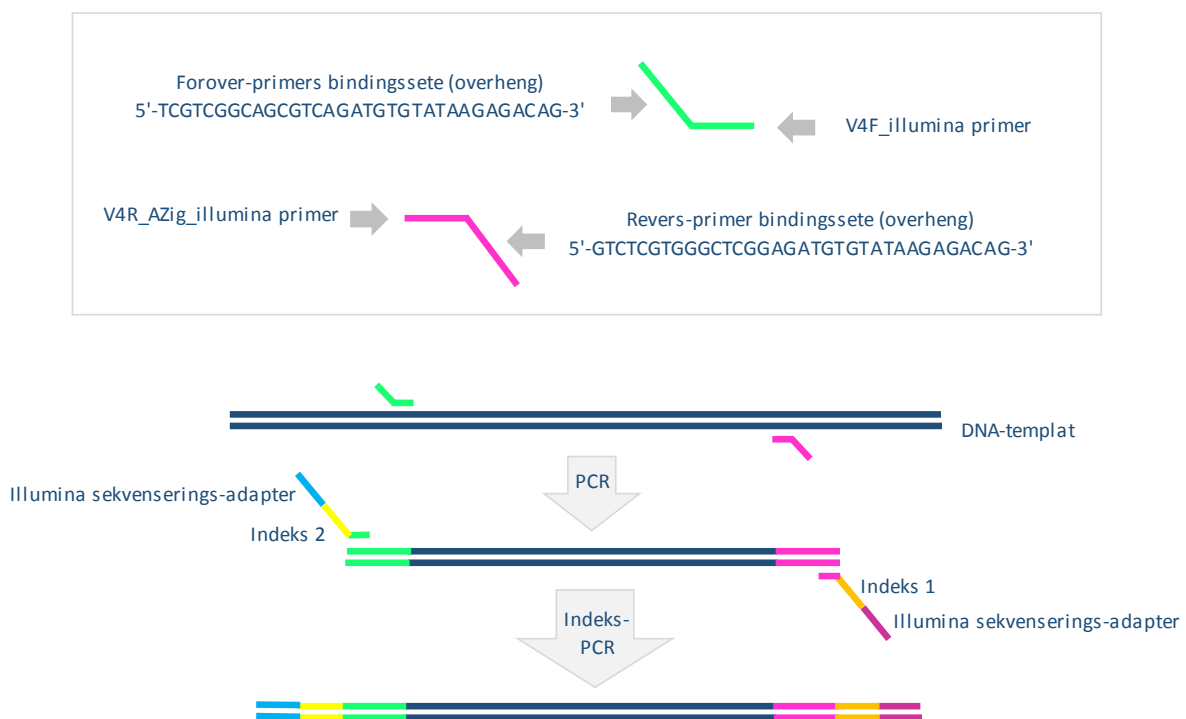 Forover-primers bindingssete (overheng)
5'-TCGTCGGCAGCGTCAGATGTGTATAAGAGACAG-3'
V4F_illumina primer
V4R_AZig_illumina primer
Revers-primer bindingssete (overheng)
5'-GTCTCGTGGGCTCGGAGATGTGTATAAGAGACAG-3'
DNA-templat
PCR
Illumina sekvenserings-adapter
Indeks 2
Indeks 1
Illumina sekvenserings-adapter
Indeks-
PCR